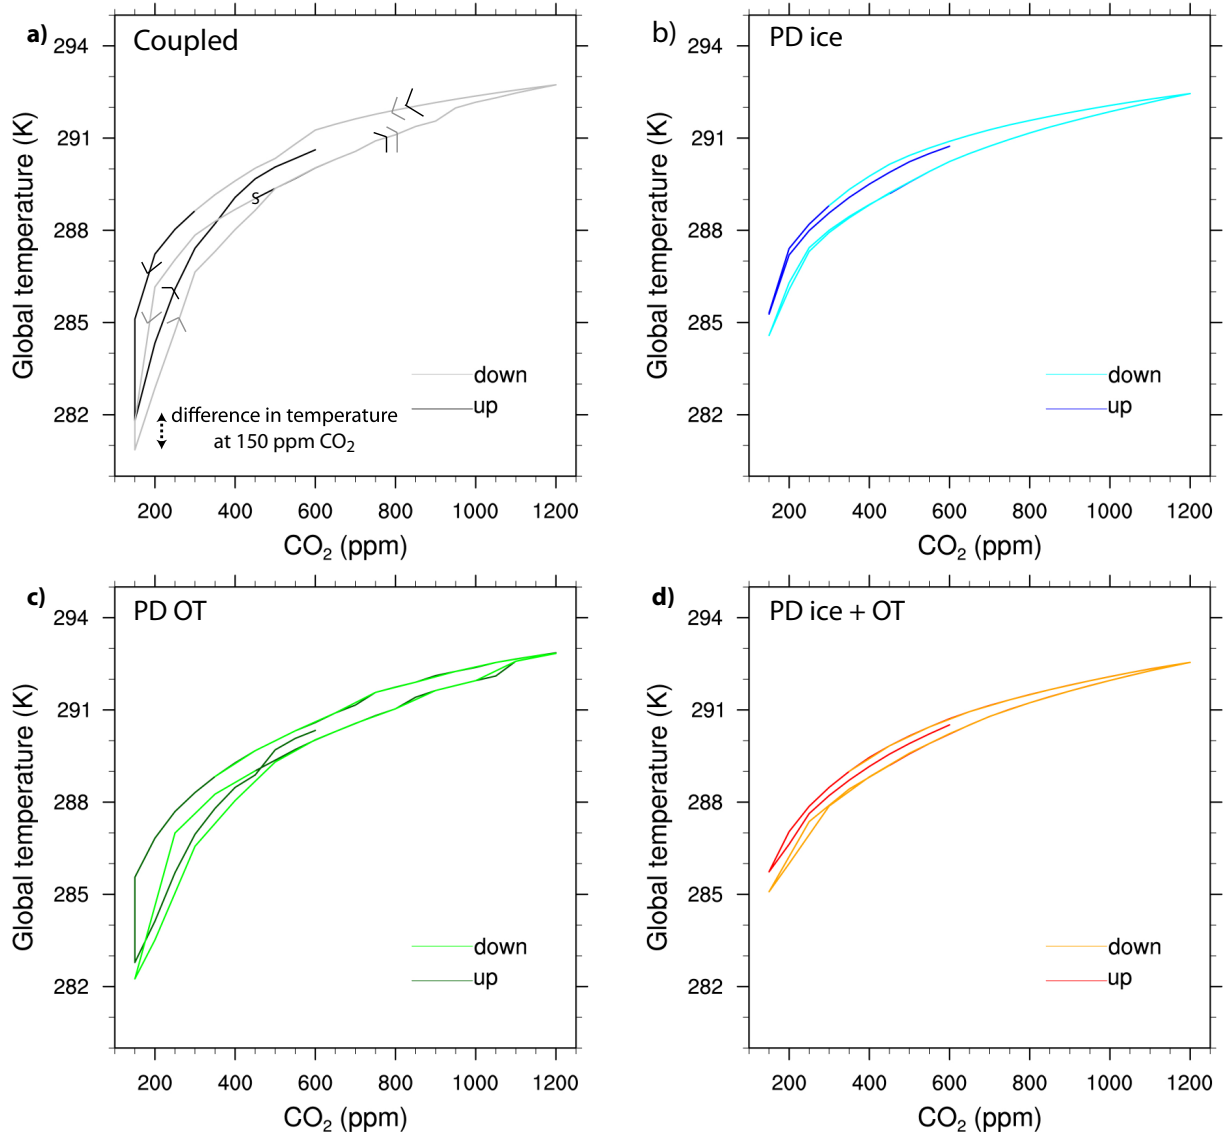 a)
Coupled
294
291
288
285
282
Global temperature (K)
S
down
up
difference in temperature
at 150 ppm CO2
200 400 600 800 1000 1200
CO2 (ppm)
b)
PD ice
294
291
288
285
282
Global temperature (K)
down
up
200 400 600 800 1000 1200
CO2 (ppm)
c)
PD OT
294
291
288
285
282
Global temperature (K)
down
up
200 400 600 800 1000 1200
CO2 (ppm)
d)
PD ice + OT
294
291
288
285
282
Global temperature (K)
down
up
200 400 600 800 1000 1200
CO2 (ppm)